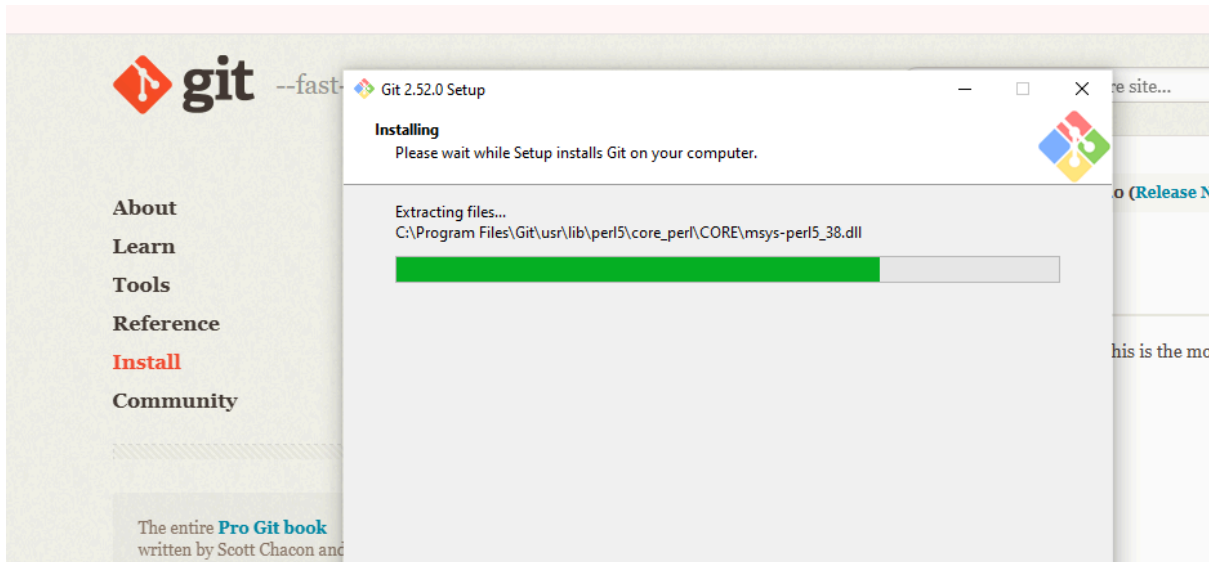 git --fast-
Git 2.52.0 Setup
re site...
Installing
Please wait while Setup installs Git on your computer.
(Release N
About
Learn
Tools
Reference
Install
Community
Extracting files...
C:\Program Files\Git\usr\lib\perl5\core_perl\CORE\msys-perl5_38.dll
his is the mo
The entire Pro Git book
written by Scott Chacon and